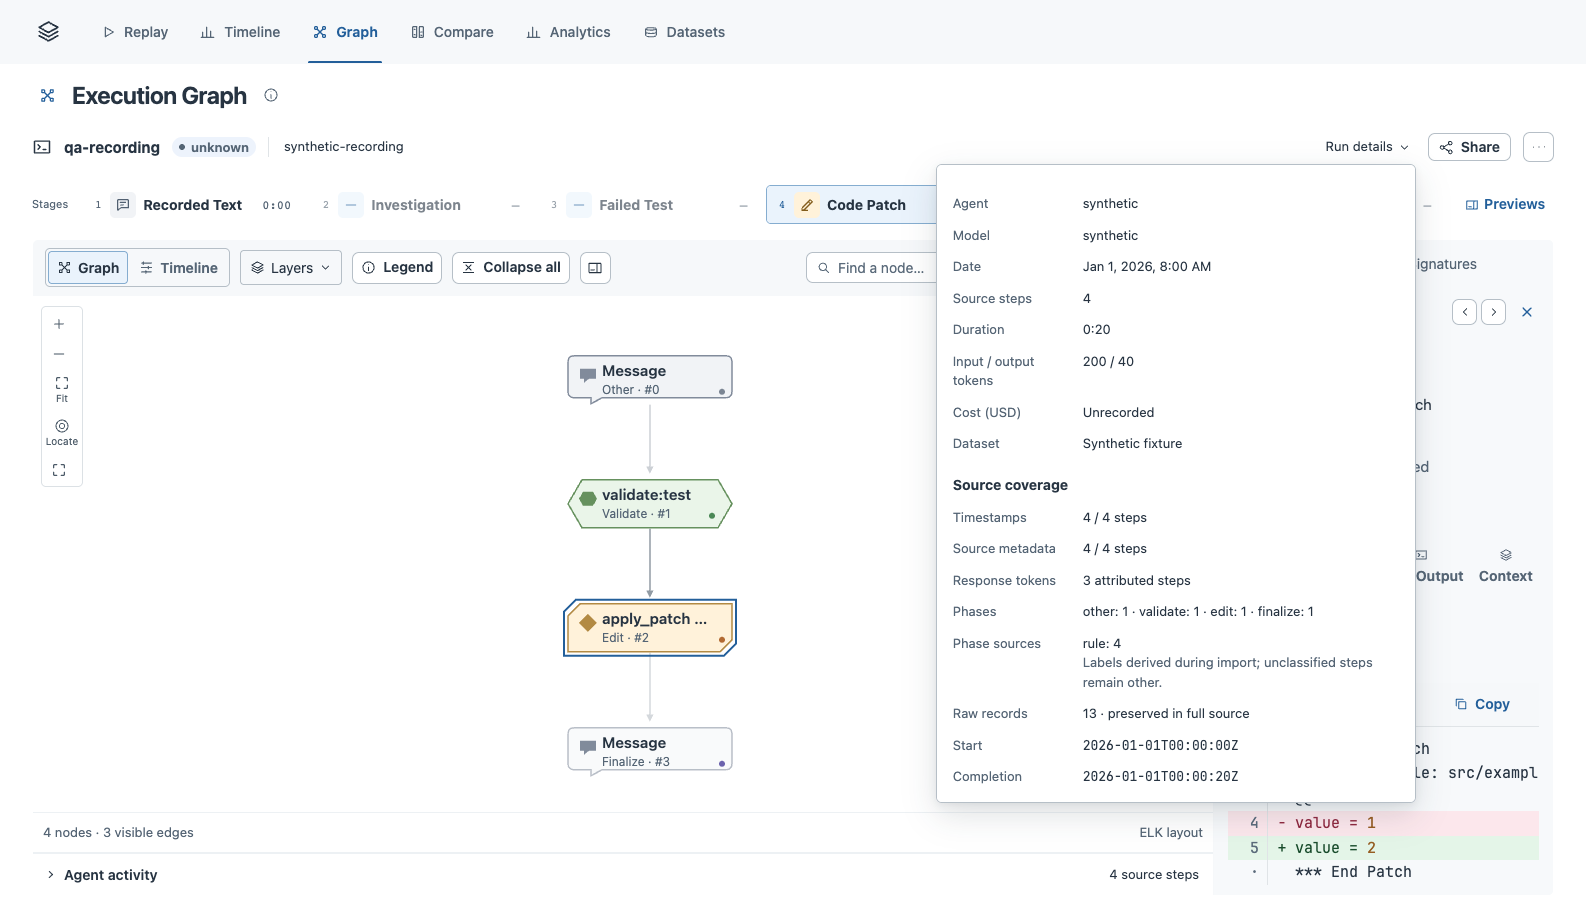 Replay
Timeline
Graph
Compare
Analytics
Datasets
Execution Graph
qa-recording
unknown
synthetic-recording
Run details
Share
Stages
1 Recorded Text 0:00
2 Investigation –
3 Failed Test –
4 Code Patch
–
Previews
Graph
Timeline
Layers
Legend
Collapse all
Find a node...
ignatures
Fit
Locate
Message
Other · #0
validate:test
Validate · #1
apply_patch ...
Edit · #2
Message
Finalize · #3
Agent synthetic
Model synthetic
Date Jan 1, 2026, 8:00 AM
Source steps 4
Duration 0:20
Input / output tokens 200 / 40
Cost (USD) Unrecorded
Dataset Synthetic fixture
Source coverage
Timestamps 4 / 4 steps
Source metadata 4 / 4 steps
Response tokens 3 attributed steps
Phases other: 1 · validate: 1 · edit: 1 · finalize: 1
Phase sources rule: 4
Labels derived during import; unclassified steps
remain other.
Raw records 13 · preserved in full source
Start 2026-01-01T00:00:00Z
Completion 2026-01-01T00:00:20Z
ch
ed
Output
Context
Copy
ch
le: src/exampl
4 - value = 1
5 + value = 2
· *** End Patch
4 nodes · 3 visible edges
ELK layout
Agent activity
4 source steps